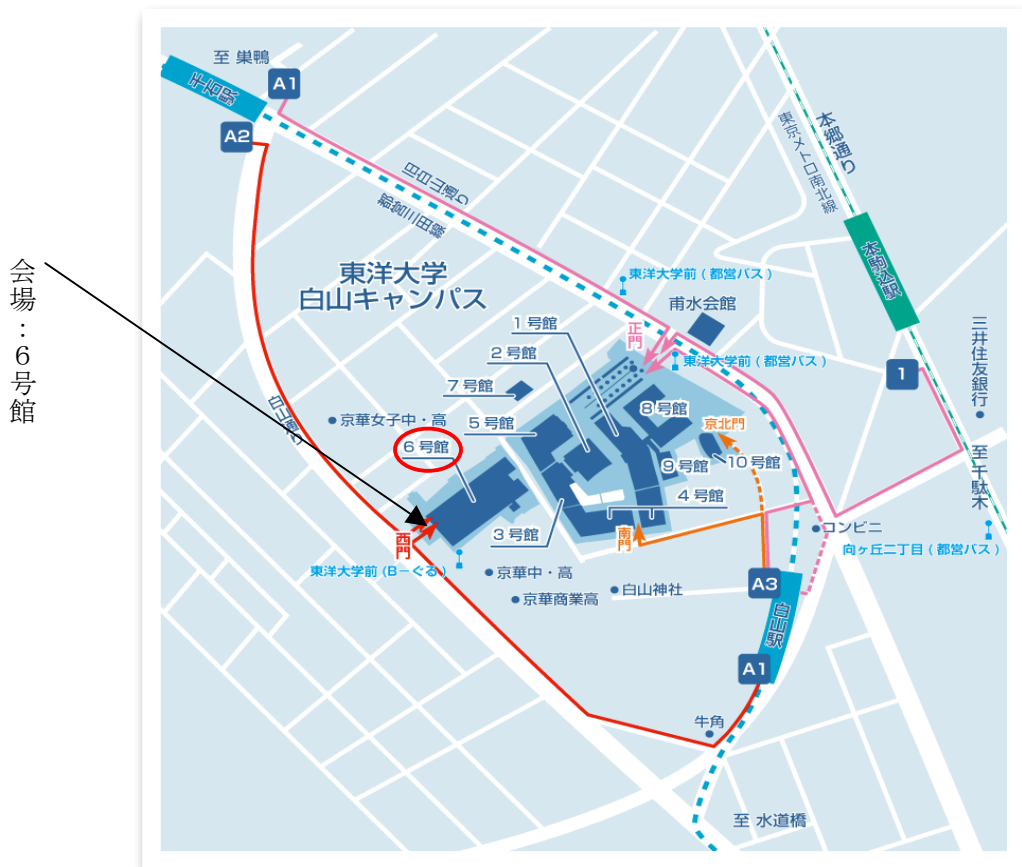 至 巣鴨
A1
千石駅
A2
旧白山通り
都営三田線
本郷通り
東京メトロ南北線
本駒込駅
会場：６号館
東洋大学
白山キャンパス
東洋大学前 ( 都営バス )
甫水会館
正門
東洋大学前 ( 都営バス )
1
三井住友銀行
１号館
２号館
７号館
８号館
京華女子中・高
５号館
京北門
６号館
１０号館
９号館
至 千駄木
４号館
白山通り
３号館
南門
コンビニ
西門
向ヶ丘二丁目 ( 都営バス )
東洋大学前 (B－ぐる )
京華中・高
A3
白山神社
京華商業高
白山駅
A1
牛角
至 水道橋